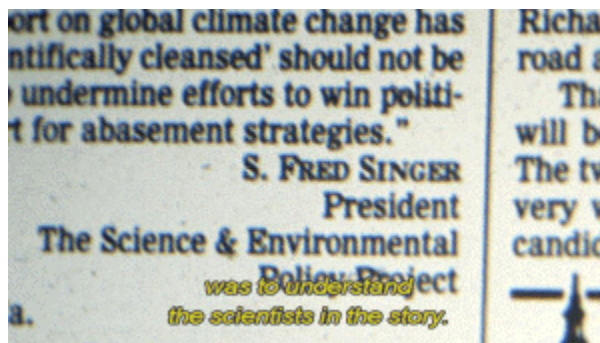 ort on global climate change has
ntifically cleansed' should not be
undermine efforts to win politi-
t for abasement strategies."
S. FRED SINGER
President
The Science & Environmental
Policy Project
a.
Richa
road a
Tha
will b
The tw
very w
candid
was to understand
the scientists in the story.